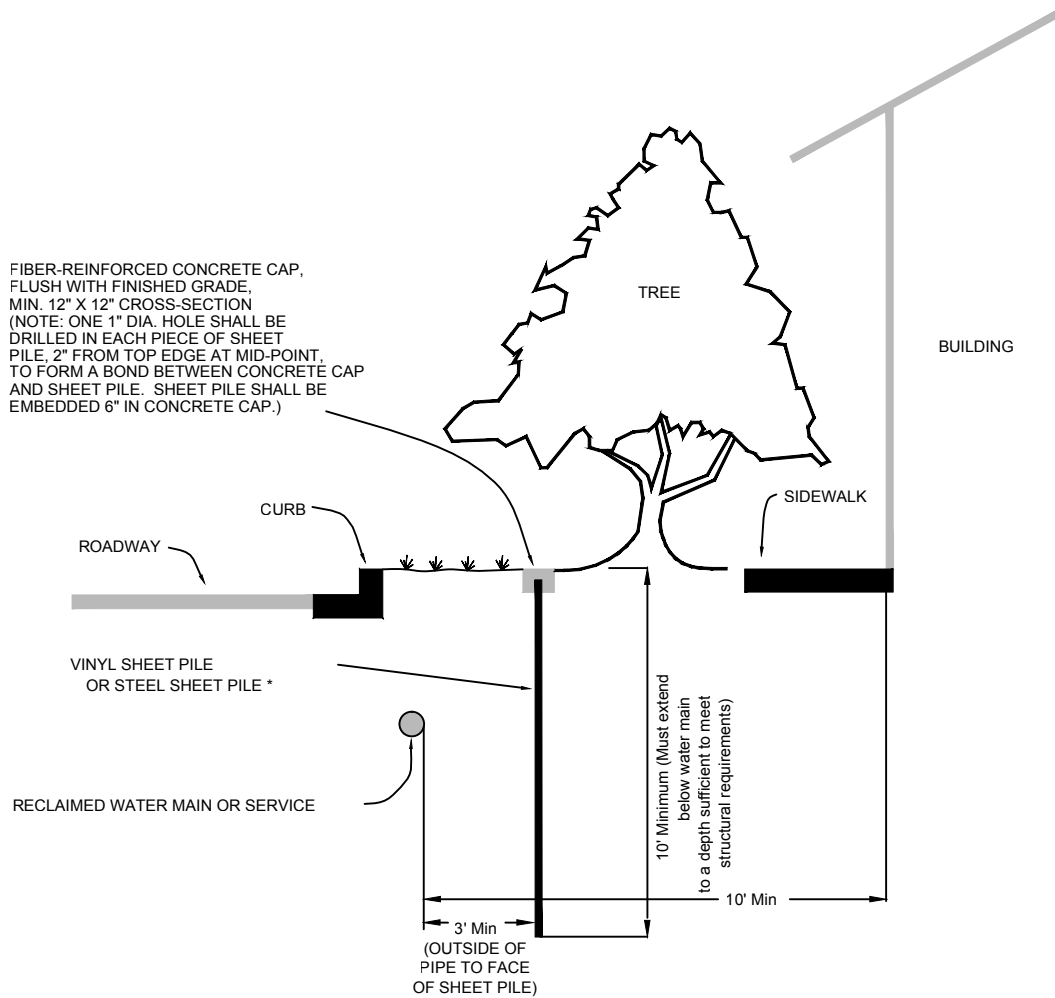 FIBER-REINFORCED CONCRETE CAP,
FLUSH WITH FINISHED GRADE,
MIN. 12" X 12" CROSS-SECTION
(NOTE: ONE 1" DIA. HOLE SHALL BE
DRILLED IN EACH PIECE OF SHEET
PILE, 2" FROM TOP EDGE AT MID-POINT,
TO FORM A BOND BETWEEN CONCRETE CAP
AND SHEET PILE. SHEET PILE SHALL BE
EMBEDDED 6" IN CONCRETE CAP.)
TREE
BUILDING
SIDEWALK
CURB
ROADWAY
VINYL SHEET PILE
OR STEEL SHEET PILE *
RECLAIMED WATER MAIN OR SERVICE
10' Minimum (Must extend
below water main
to a depth sufficient to meet
structural requirements)
10' Min
3' Min
(OUTSIDE OF
PIPE TO FACE
OF SHEET PILE)